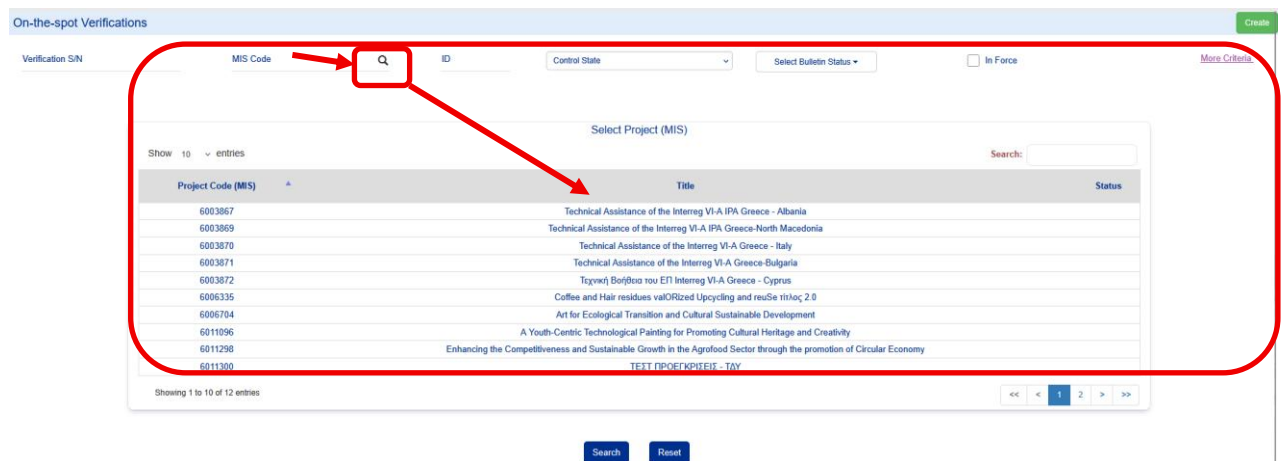 On-the-spot Verifications Create
Verification S/N MIS Code ID Control State Select Bulletin Status In Force More Criteria
Select Project (MIS)
Show 10 entries Search:
Project Code (MIS) Title Status
6003867 Technical Assistance of the Interreg VI-A IPA Greece - Albania
6003869 Technical Assistance of the Interreg VI-A IPA Greece-North Macedonia
6003870 Technical Assistance of the Interreg VI-A Greece - Italy
6003871 Technical Assistance of the Interreg VI-A Greece-Bulgaria
6003872 Τεχνική Βοήθεια του ΕΠ Interreg VI-A Greece - Cyprus
6006335 Coffee and Hair residues valORized Upcycling and reuSe τίτλος 2.0
6006704 Art for Ecological Transition and Cultural Sustainable Development
6011096 A Youth-Centric Technological Painting for Promoting Cultural Heritage and Creativity
6011298 Enhancing the Competitiveness and Sustainable Growth in the Agrofood Sector through the promotion of Circular Economy
6011300 ΤΕΣΤ ΠΡΟΕΓΚΡΙΣΕΙΣ - ΤΔΥ
Showing 1 to 10 of 12 entries << < 1 2 > >>
Search Reset